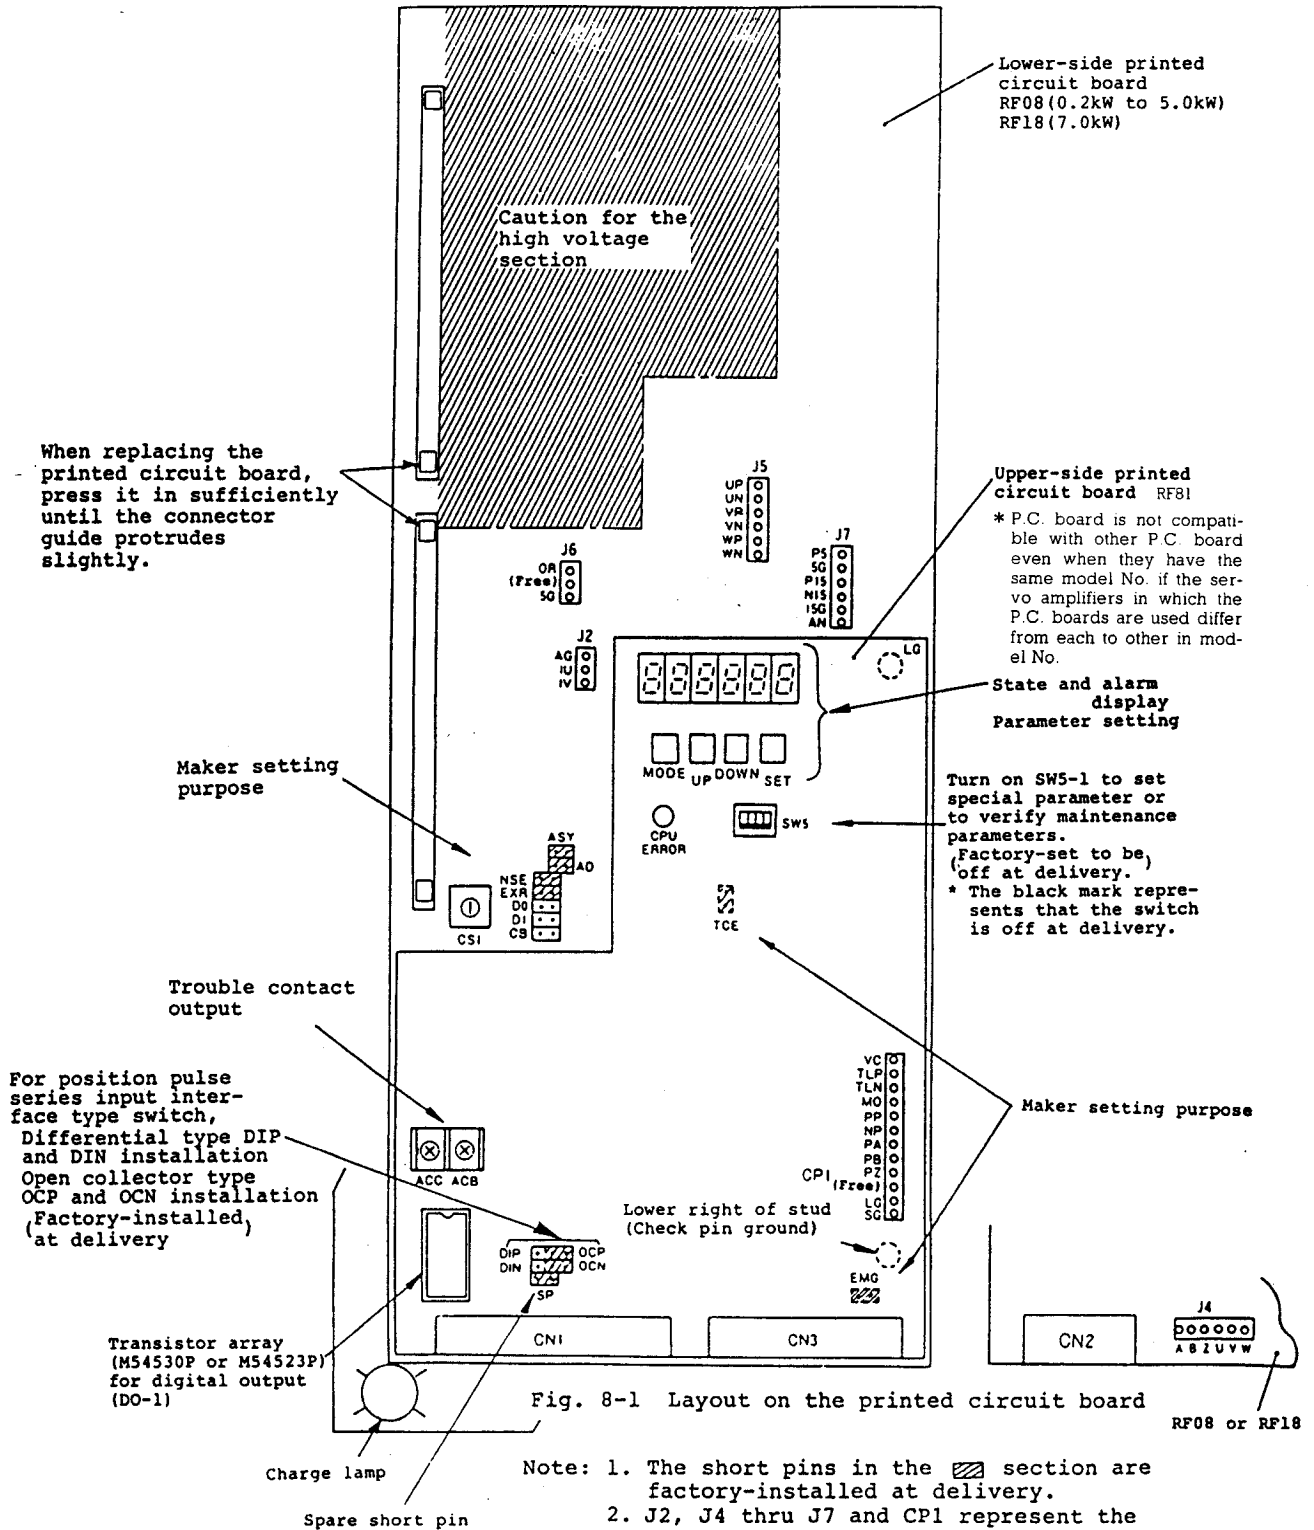 Lower-side printed
circuit board
RF08(0.2kW to 5.0kW)
RF18(7.0kW)
Caution for the
high voltage
section
When replacing the
printed circuit board,
press it in sufficiently
until the connector
guide protrudes
slightly.
J5
UP
UN
VP
VN
WP
WN
J6
OR
(Free)
SG
J7
P5
5G
P15
N15
15G
AN
J2
AG
IU
IV
Upper-side printed
circuit board RF81
* P.C. board is not compati-
ble with other P.C. board
even when they have the
same model No. if the ser-
vo amplifiers in which the
P.C. boards are used differ
from each to other in mod-
el No.
LG
State and alarm
display
Parameter setting
MODE UP DOWN SET
Maker setting
purpose
CPU
ERROR
SW5
Turn on SW5-1 to set
special parameter or
to verify maintenance
parameters.
(Factory-set to be
off at delivery.)
* The black mark repre-
sents that the switch
is off at delivery.
ASY
AD
NSE
EXR
D0
D1
CB
CS1
TCE
Trouble contact
output
For position pulse
series input inter-
face type switch,
Differential type DIP
and DIN installation
Open collector type
OCP and OCN installation
(Factory-installed
at delivery)
ACC ACB
VC
TLP
TLN
MO
PP
NP
PA
PB
PZ
(Free)
LG
SG
CP1
Maker setting purpose
Lower right of stud
(Check pin ground)
DIP OCP
DIN OCN
SP
EMG
CN1 CN3
CN2
J4
A B Z U V W
Transistor array
(M54530P or M54523P)
for digital output
(DO-1)
Fig. 8-1 Layout on the printed circuit board
RF08 or RF18
Charge lamp
Spare short pin
Note: 1. The short pins in the section are
factory-installed at delivery.
2. J2, J4 thru J7 and CP1 represent the